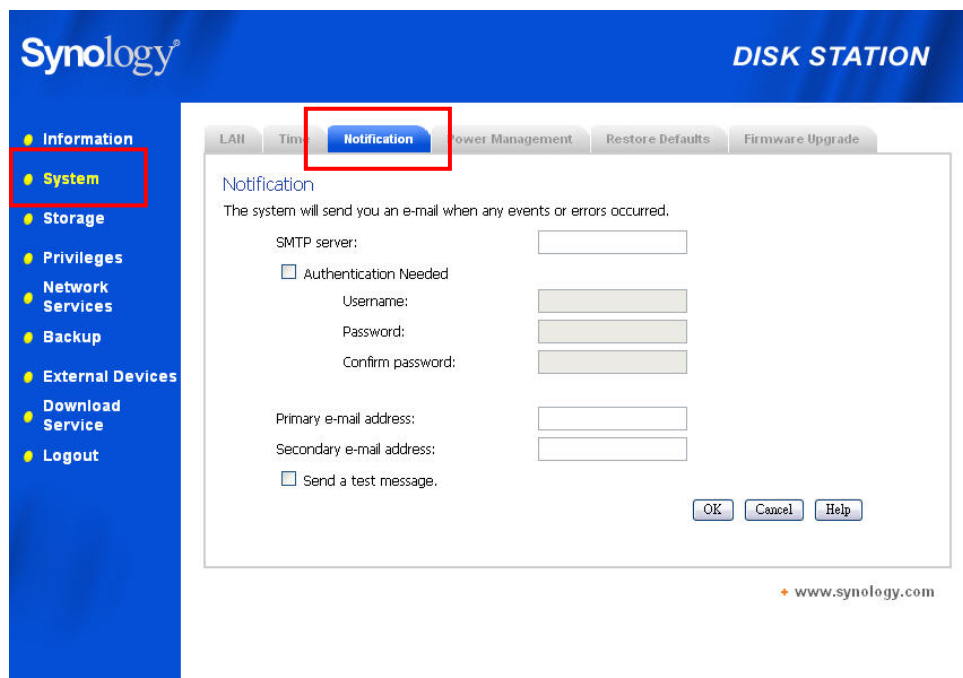 Synology®
DISK STATION
Information
System
Storage
Privileges
Network
Services
Backup
External Devices
Download
Service
Logout
LAN Time Notification Power Management Restore Defaults Firmware Upgrade
Notification
The system will send you an e-mail when any events or errors occurred.
SMTP server:
Authentication Needed
Username:
Password:
Confirm password:
Primary e-mail address:
Secondary e-mail address:
Send a test message.
OK Cancel Help
www.synology.com